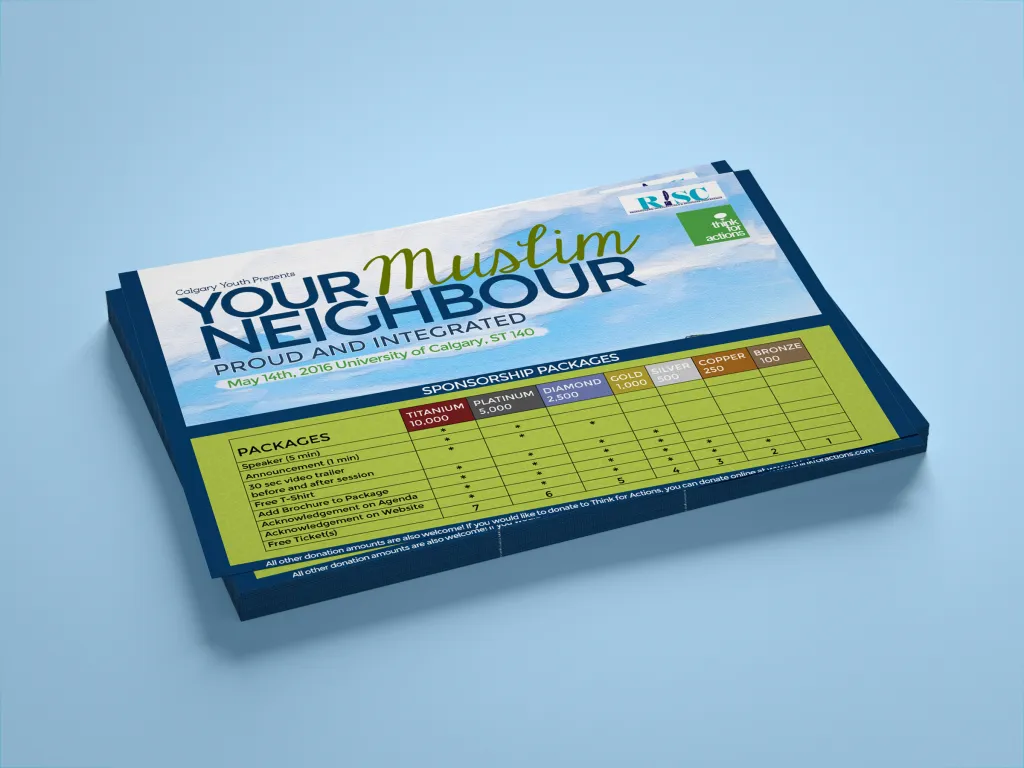 RISC
think
for
actions
Calgary Youth Presents
YOUR Muslim
NEIGHBOUR
PROUD AND INTEGRATED
May 14th, 2016 University of Calgary, ST 140
SPONSORSHIP PACKAGES
PACKAGES TITANIUM 10,000 PLATINUM 5,000 DIAMOND 2,500 GOLD 1,000 SILVER 500 COPPER 250 BRONZE 100
Speaker (5 min) * * *
Announcement (1 min) * *
30 sec video trailer
before and after session
Free T-Shirt
Add Brochure to Package
Acknowledgement on Agenda
Acknowledgement on Website
Free Ticket(s) 7 6 5 4 3 2 1
All other donation amounts are also welcome! If you would like to donate to Think for Actions, you can donate online at
All other donation amounts are also welcome! If you